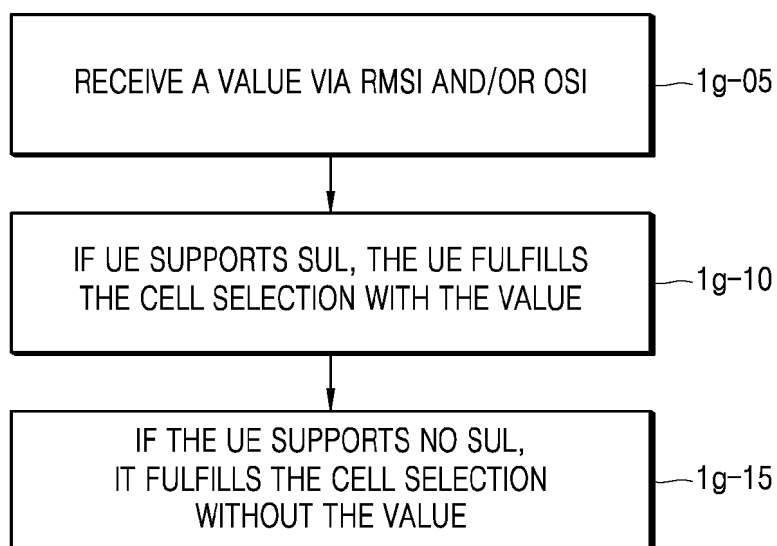 RECEIVE A VALUE VIA RMSI AND/OR OSI
1g-05
IF UE SUPPORTS SUL, THE UE FULFILLS
THE CELL SELECTION WITH THE VALUE
1g-10
IF THE UE SUPPORTS NO SUL,
IT FULFILLS THE CELL SELECTION
WITHOUT THE VALUE
1g-15